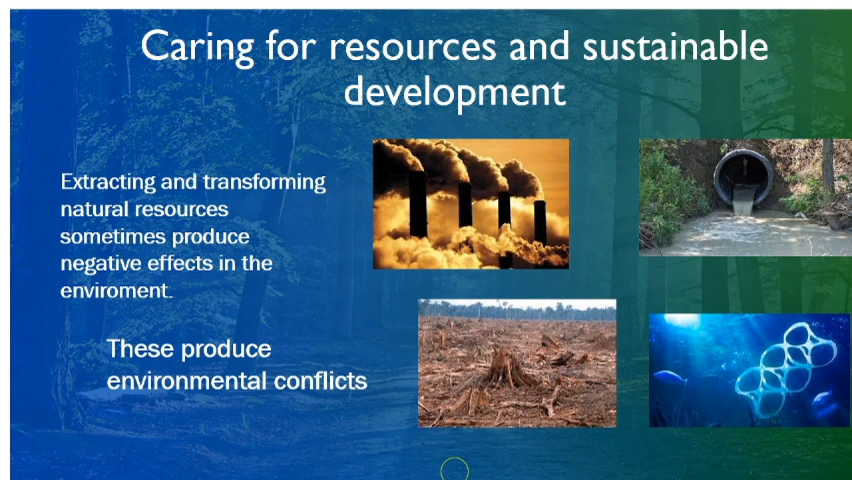 Caring for resources and sustainable
development
Extracting and transforming
natural resources
sometimes produce
negative effects in the
enviroment.
These produce
environmental conflicts